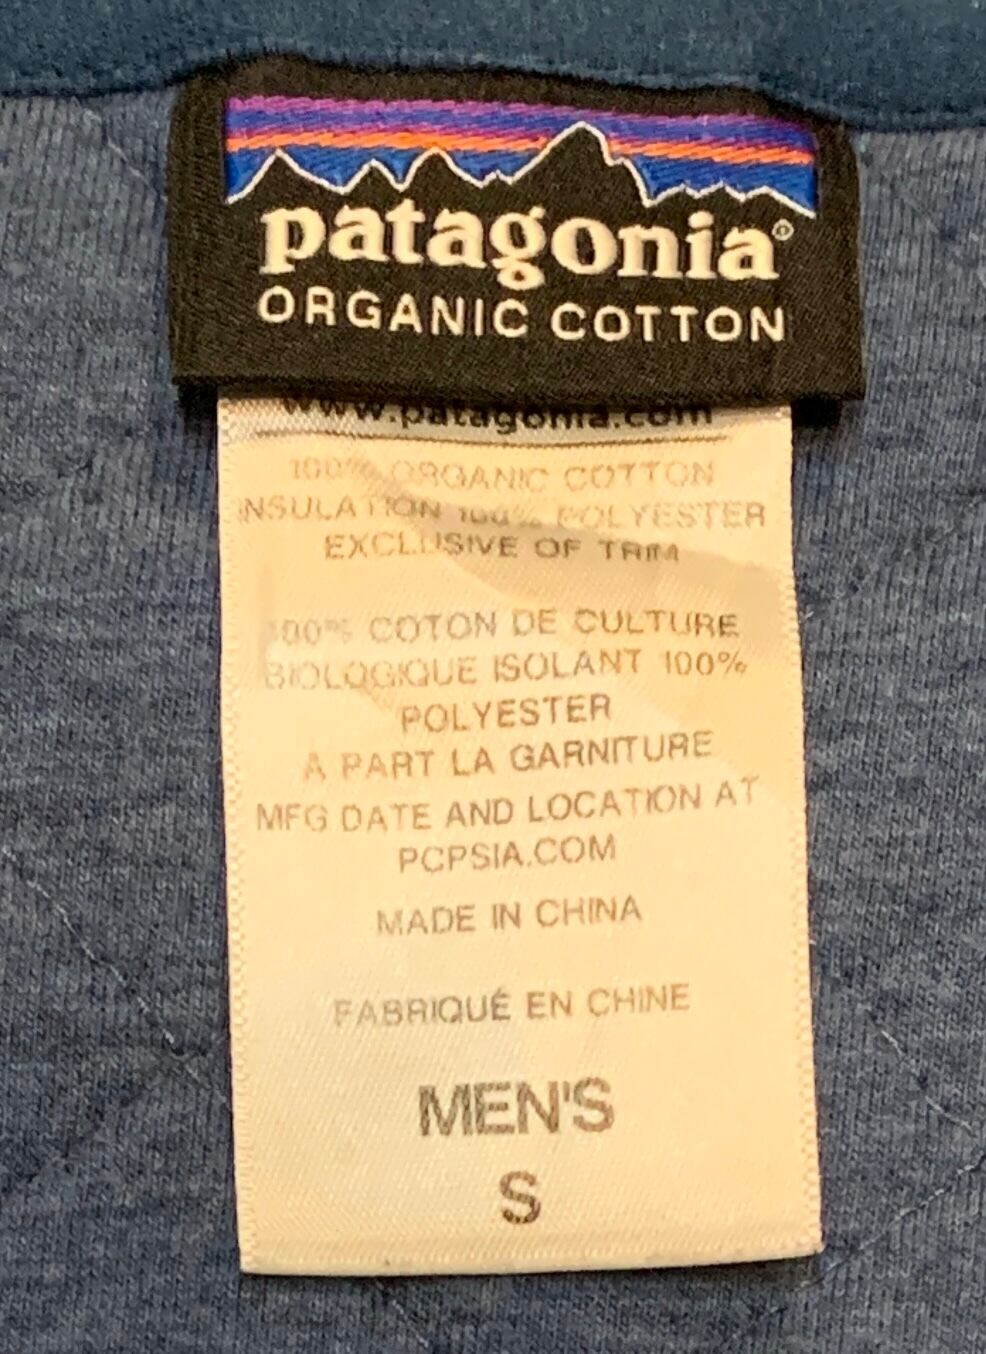 patagonia®
ORGANIC COTTON
www.patagonia.com
100% ORGANIC COTTON
INSULATION 100% POLYESTER
EXCLUSIVE OF TRIM
100% COTON DE CULTURE
BIOLOGIQUE ISOLANT 100%
POLYESTER
A PART LA GARNITURE
MFG DATE AND LOCATION AT
PCPSIA.COM
MADE IN CHINA
FABRIQUÉ EN CHINE
MEN'S
S